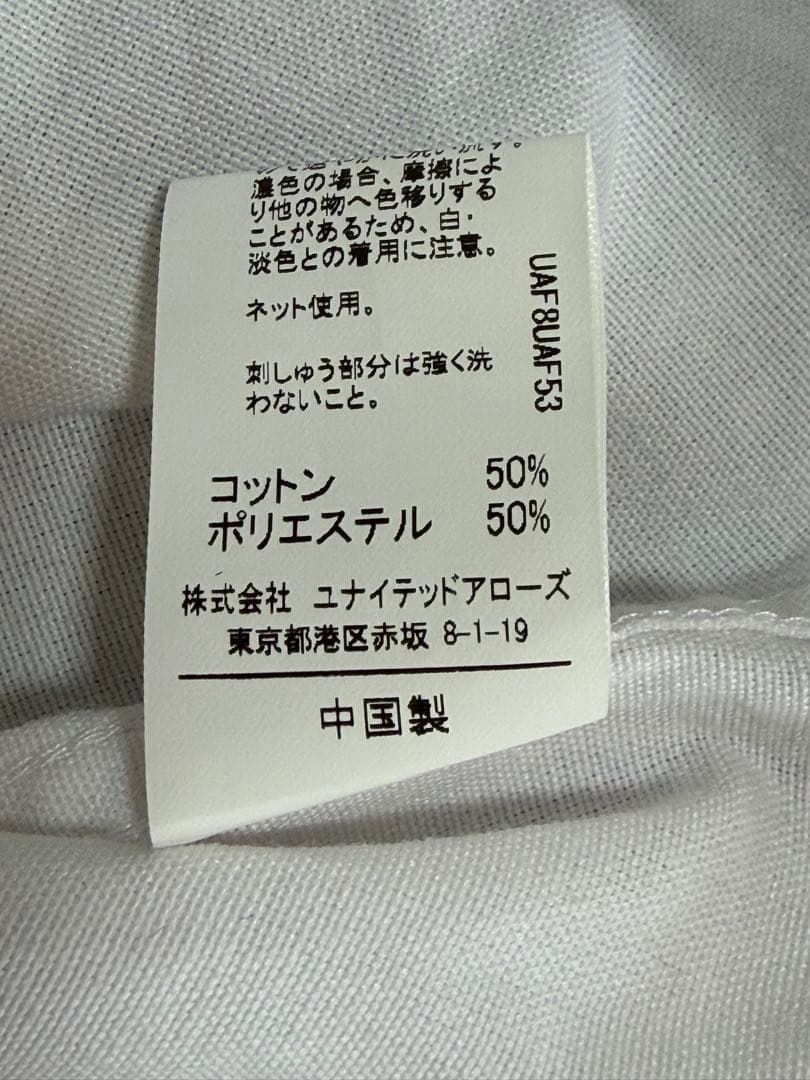 濃色の場合、摩擦によ
り他の物へ色移りする
ことがあるため、白・
淡色との着用に注意。
ネット使用。
刺しゅう部分は強く洗
わないこと。
UAF8UAF53
コットン 50%
ポリエステル 50%
株式会社 ユナイテッドアローズ
東京都港区赤坂 8-1-19
中国製